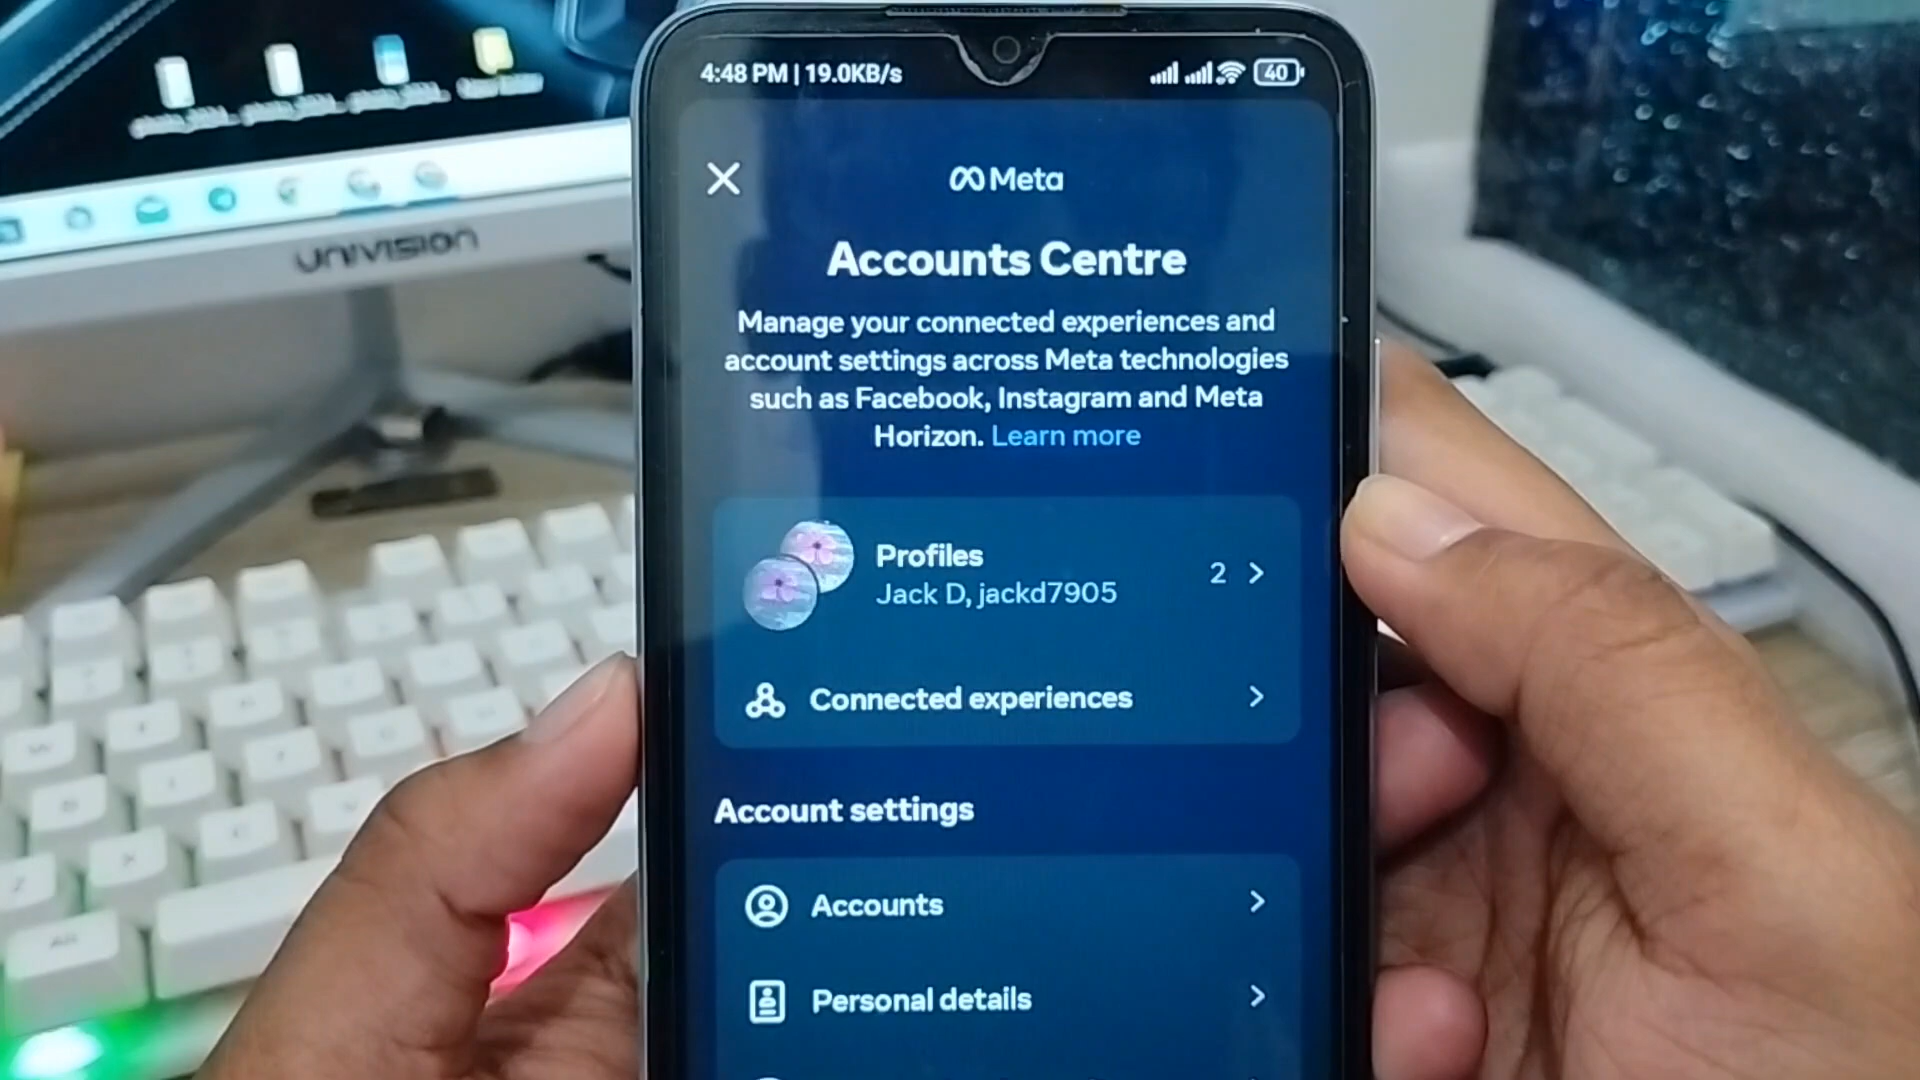 UNIVISION
4:48 PM | 19.0KB/s
40
Meta
Accounts Centre
Manage your connected experiences and
account settings across Meta technologies
such as Facebook, Instagram and Meta
Horizon. Learn more
Profiles
2
Jack D, jackd7905
Connected experiences
Account settings
Accounts
Personal details